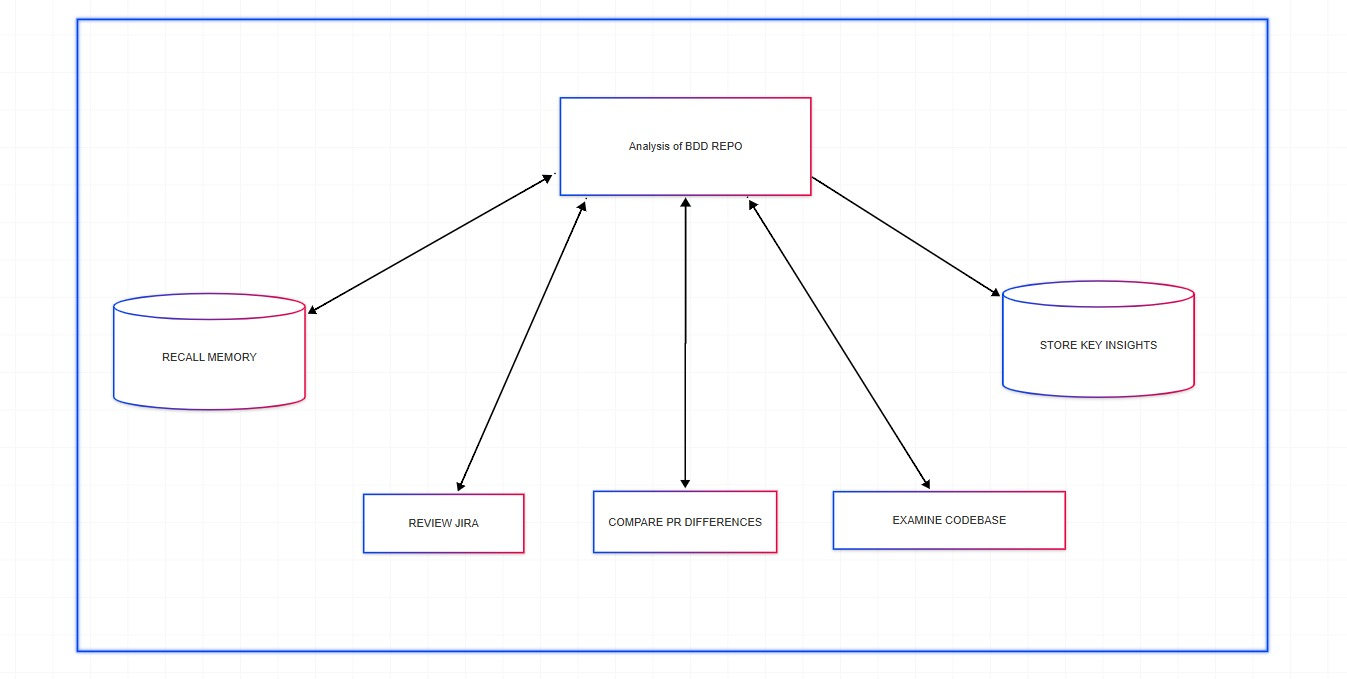 Analysis of BDD REPO
RECALL MEMORY
STORE KEY INSIGHTS
REVIEW JIRA
COMPARE PR DIFFERENCES
EXAMINE CODEBASE